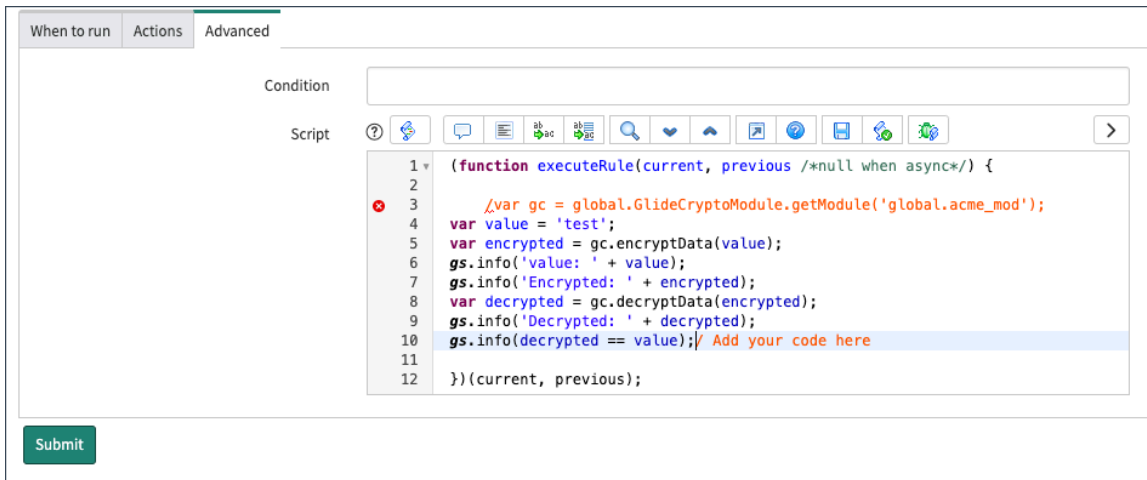 When to run Actions Advanced
Condition
Script
1 (function executeRule(current, previous /*null when async*/) {
2
3 /var gc = global.GlideCryptoModule.getModule('global.acme_mod');
4 var value = 'test';
5 var encrypted = gc.encryptData(value);
6 gs.info('value: ' + value);
7 gs.info('Encrypted: ' + encrypted);
8 var decrypted = gc.decryptData(encrypted);
9 gs.info('Decrypted: ' + decrypted);
10 gs.info(decrypted == value);/ Add your code here
11
12 })(current, previous);
Submit